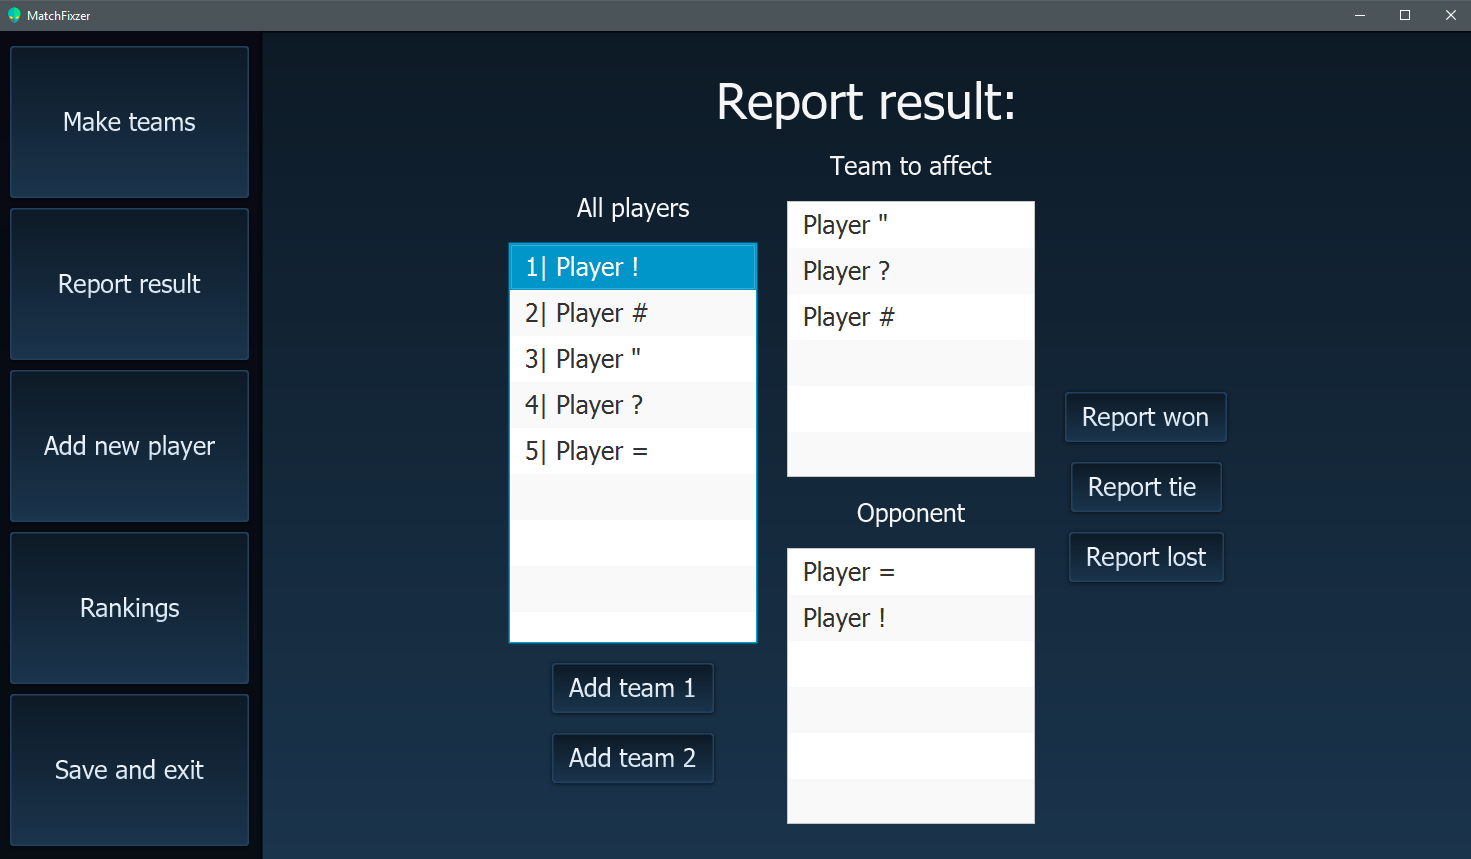 MatchFixzer
Make teams
Report result
Add new player
Rankings
Save and exit
Report result:
All players
1| Player !
2| Player #
3| Player "
4| Player ?
5| Player =
Add team 1
Add team 2
Team to affect
Player "
Player ?
Player #
Opponent
Player =
Player !
Report won
Report tie
Report lost